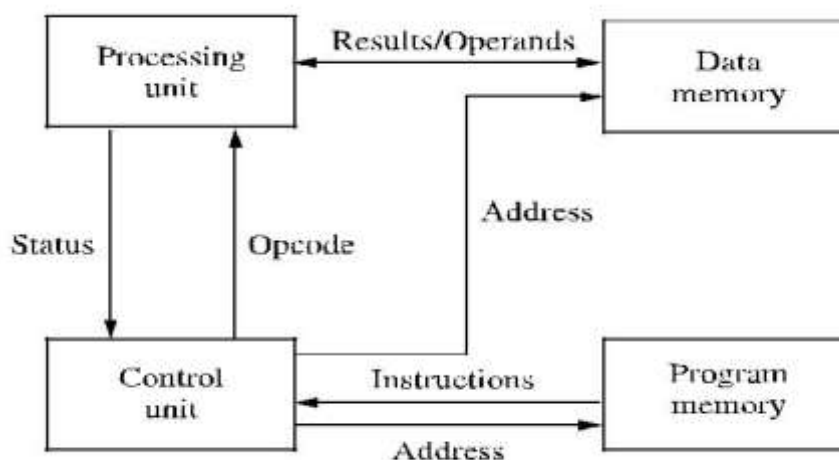 Processing
unit
Results/Operands
Data
memory
Address
Status
Opcode
Control
unit
Instructions
Program
memory
Address